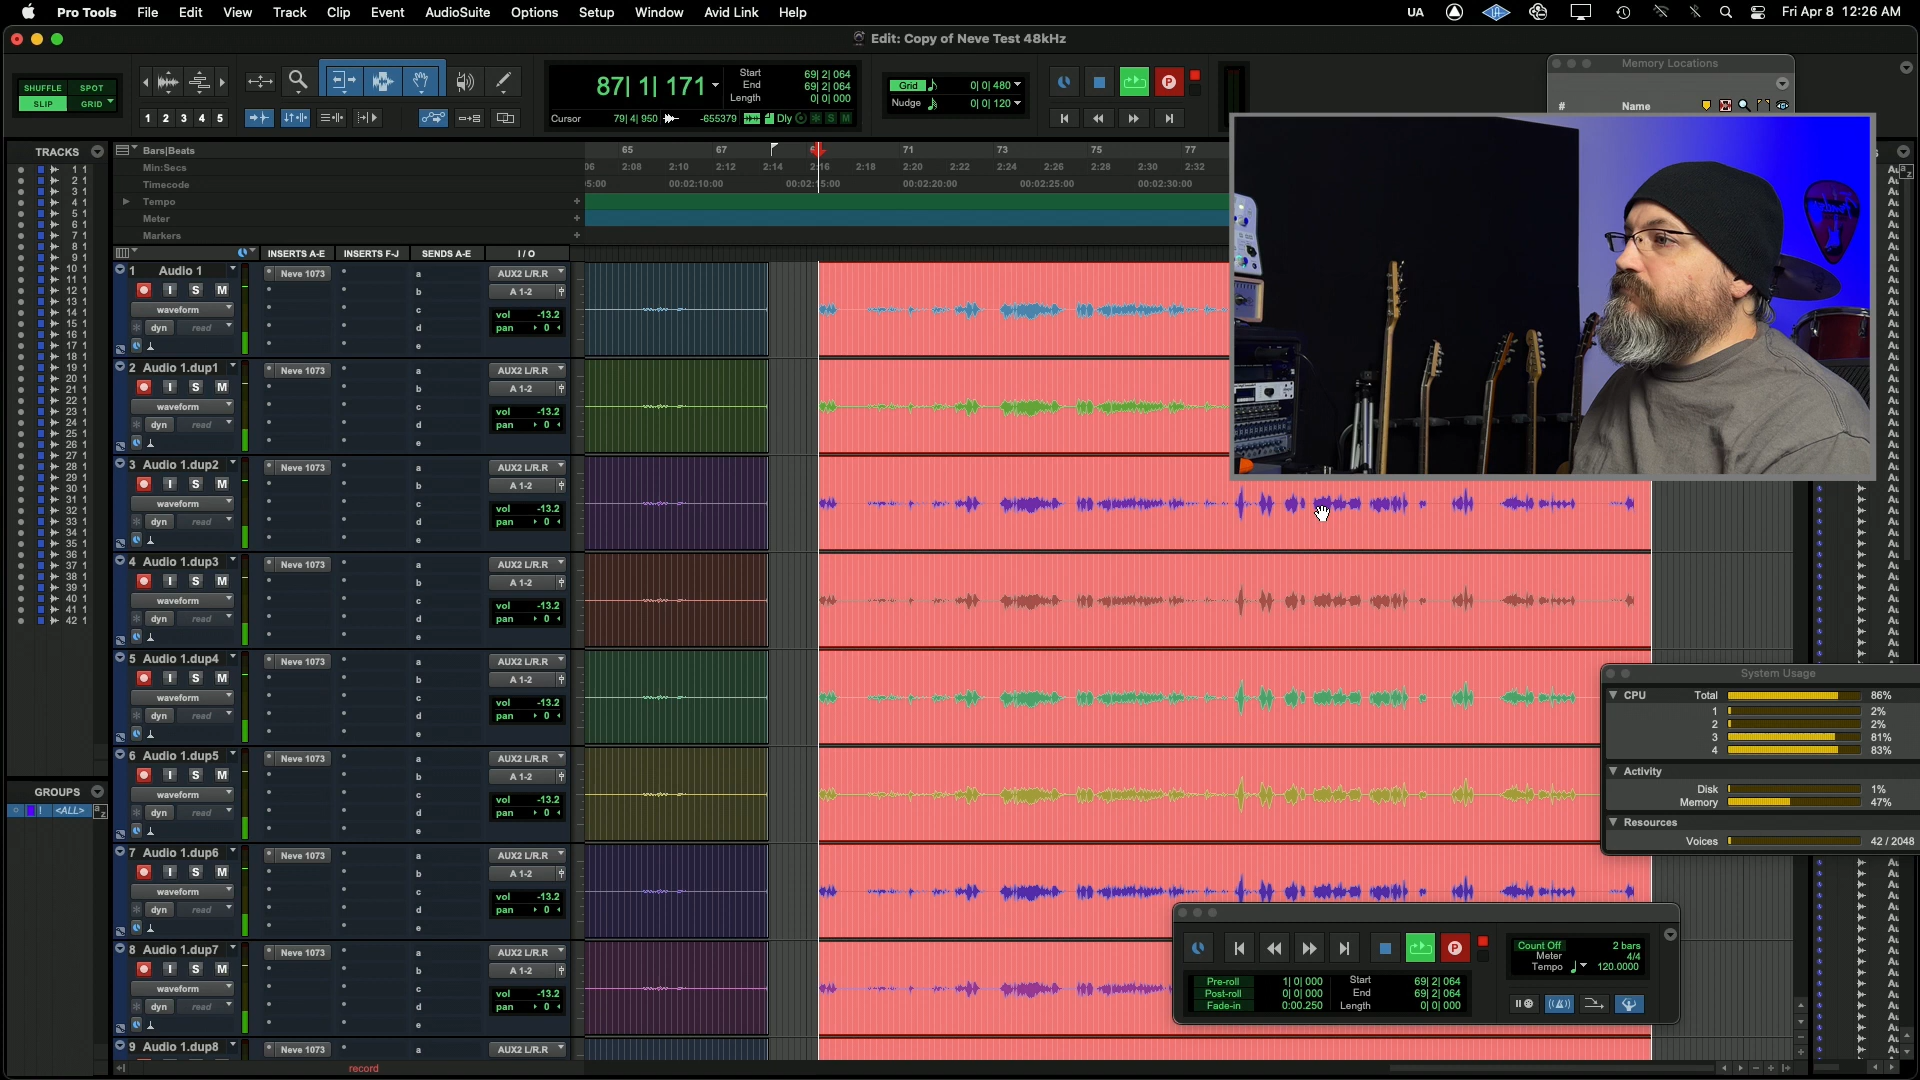 Pro Tools File Edit View Track Clip Event AudioSuite Options Setup Window Avid Link Help UA Fri Apr 8 12:26 AM
Edit: Copy of Neve Test 48kHz
Memory Locations
# Name
SHUFFLE SPOT
SLIP GRID
1 2 3 4 5
87| 1| 171
Start 69| 2| 064
End 69| 2| 064
Length 0| 0| 000
Cursor 79| 4| 950 -655379 Dly S M
Grid 0| 0| 480
Nudge 0| 0| 120
TRACKS
Bars|Beats 65 67 71 73 75 77
Min:Secs 2:08 2:10 2:12 2:14 2:16 2:18 2:20 2:22 2:24 2:26 2:28 2:30 2:32
Timecode 00:02:10:00 00:02:15:00 00:02:20:00 00:02:25:00 00:02:30:00
Tempo
Meter
Markers
INSERTS A-E INSERTS F-J SENDS A-E I / O
1 Audio 1 Neve 1073 a AUX2 L/R.R
I S M b A 1-2
waveform c vol -13.2
dyn read d pan 0
e
2 Audio 1.dup1 Neve 1073 a AUX2 L/R.R
I S M b A 1-2
waveform c vol -13.2
dyn read d pan 0
e
3 Audio 1.dup2 Neve 1073 a AUX2 L/R.R
I S M b A 1-2
waveform c vol -13.2
dyn read d pan 0
e
4 Audio 1.dup3 Neve 1073 a AUX2 L/R.R
I S M b A 1-2
waveform c vol -13.2
dyn read d pan 0
e
5 Audio 1.dup4 Neve 1073 a AUX2 L/R.R
I S M b A 1-2
waveform c vol -13.2
dyn read d pan 0
e
6 Audio 1.dup5 Neve 1073 a AUX2 L/R.R
I S M b A 1-2
waveform c vol -13.2
dyn read d pan 0
e
7 Audio 1.dup6 Neve 1073 a AUX2 L/R.R
I S M b A 1-2
waveform c vol -13.2
dyn read d pan 0
e
8 Audio 1.dup7 Neve 1073 a AUX2 L/R.R
I S M b A 1-2
waveform c vol -13.2
dyn read d pan 0
e
9 Audio 1.dup8 Neve 1073 a AUX2 L/R.R
record
GROUPS
<ALL>
System Usage
CPU Total 86%
1 2%
2 2%
3 81%
4 83%
Activity
Disk 1%
Memory 47%
Resources
Voices 42 / 2048
Pre-roll 1| 0| 000 Start 69| 2| 064
Post-roll 0| 0| 000 End 69| 2| 064
Fade-in 0:00.250 Length 0| 0| 000
Count Off 2 bars
Meter 4/4
Tempo 120.0000